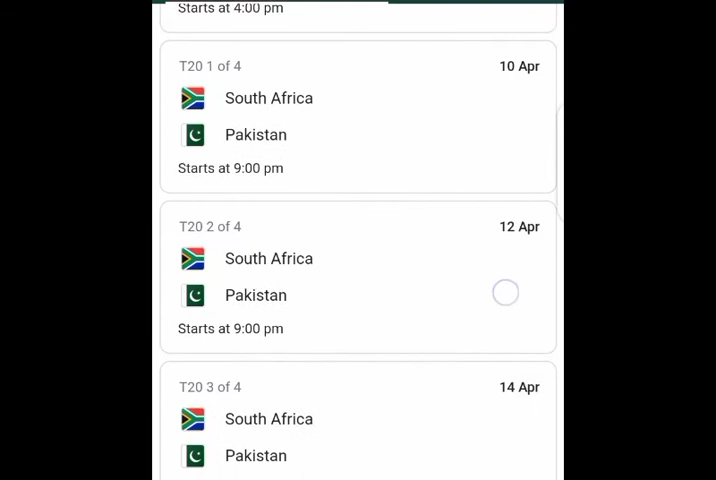 Starts at 4:00 pm
T20 1 of 4 10 Apr
South Africa
Pakistan
Starts at 9:00 pm
T20 2 of 4 12 Apr
South Africa
Pakistan
Starts at 9:00 pm
T20 3 of 4 14 Apr
South Africa
Pakistan